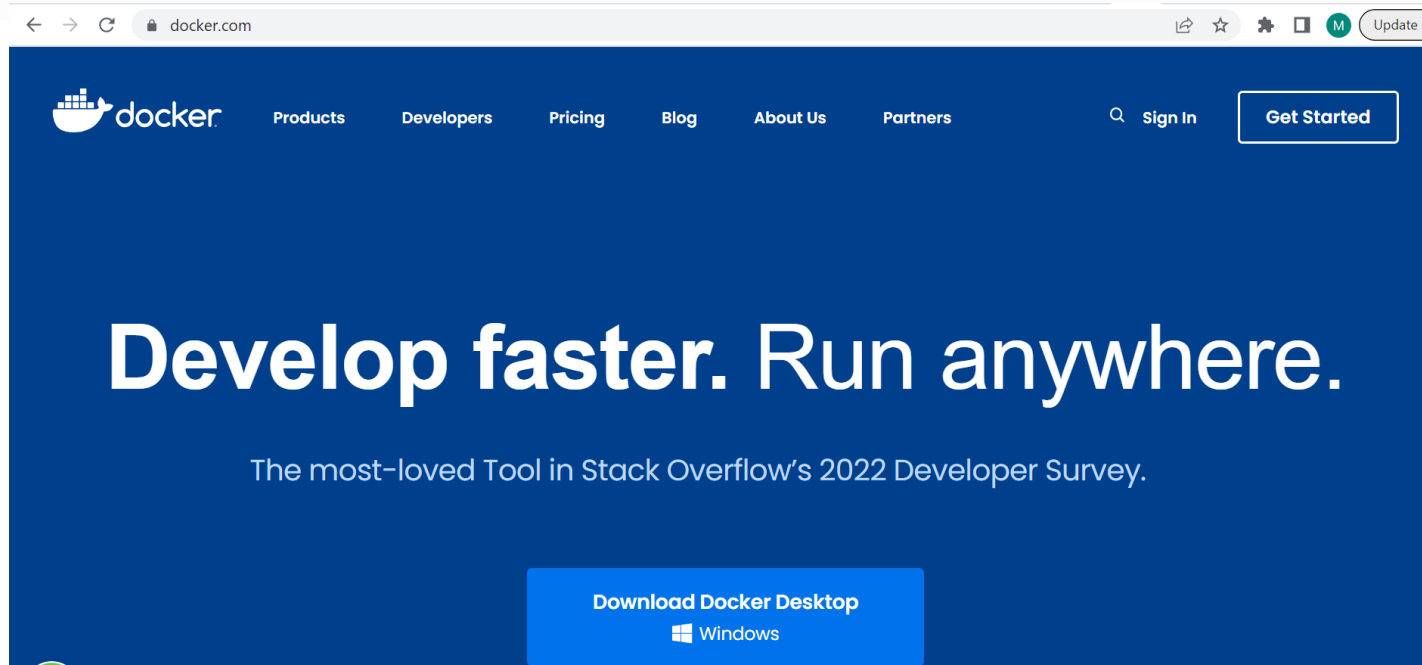 docker.com
M
Update
docker
Products Developers Pricing Blog About Us Partners Sign In Get Started
Develop faster. Run anywhere.
The most-loved Tool in Stack Overflow’s 2022 Developer Survey.
Download Docker Desktop
Windows